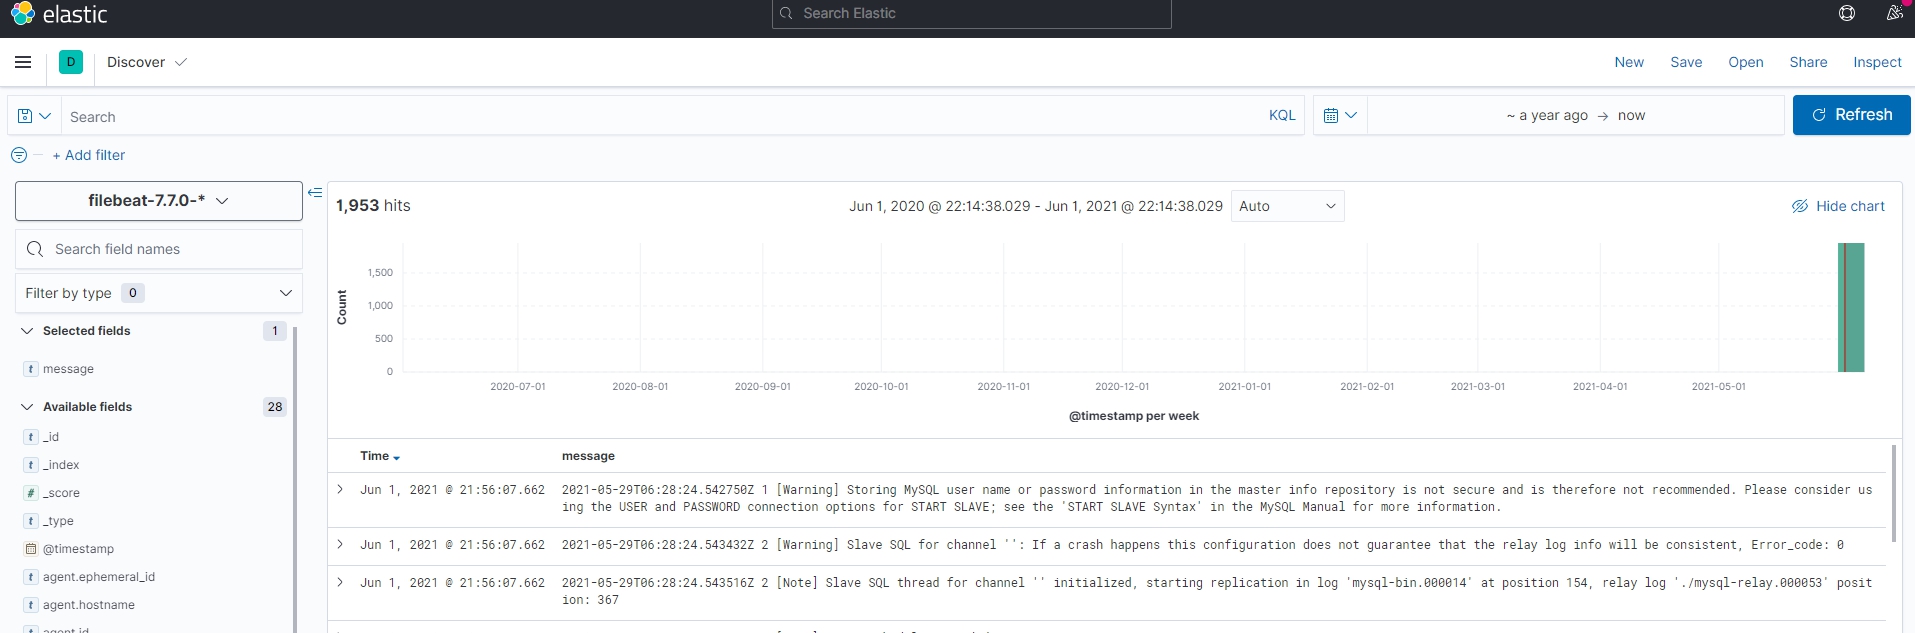 elastic
Search Elastic
D
Discover
New Save Open Share Inspect
Search
KQL
~ a year ago → now
Refresh
+ Add filter
filebeat-7.7.0-*
Search field names
Filter by type 0
Selected fields 1
t message
Available fields 28
t _id
t _index
# _score
t _type
@timestamp
t agent.ephemeral_id
t agent.hostname
t agent.id
1,953 hits
Jun 1, 2020 @ 22:14:38.029 - Jun 1, 2021 @ 22:14:38.029
Auto
Hide chart
Count
1,500
1,000
500
0
2020-07-01 2020-08-01 2020-09-01 2020-10-01 2020-11-01 2020-12-01 2021-01-01 2021-02-01 2021-03-01 2021-04-01 2021-05-01
@timestamp per week
Time message
Jun 1, 2021 @ 21:56:07.662 2021-05-29T06:28:24.542750Z 1 [Warning] Storing MySQL user name or password information in the master info repository is not secure and is therefore not recommended. Please consider us
ing the USER and PASSWORD connection options for START SLAVE; see the 'START SLAVE Syntax' in the MySQL Manual for more information.
Jun 1, 2021 @ 21:56:07.662 2021-05-29T06:28:24.543432Z 2 [Warning] Slave SQL for channel '': If a crash happens this configuration does not guarantee that the relay log info will be consistent, Error_code: 0
Jun 1, 2021 @ 21:56:07.662 2021-05-29T06:28:24.543516Z 2 [Note] Slave SQL thread for channel '' initialized, starting replication in log 'mysql-bin.000014' at position 154, relay log './mysql-relay.000053' posit
ion: 367